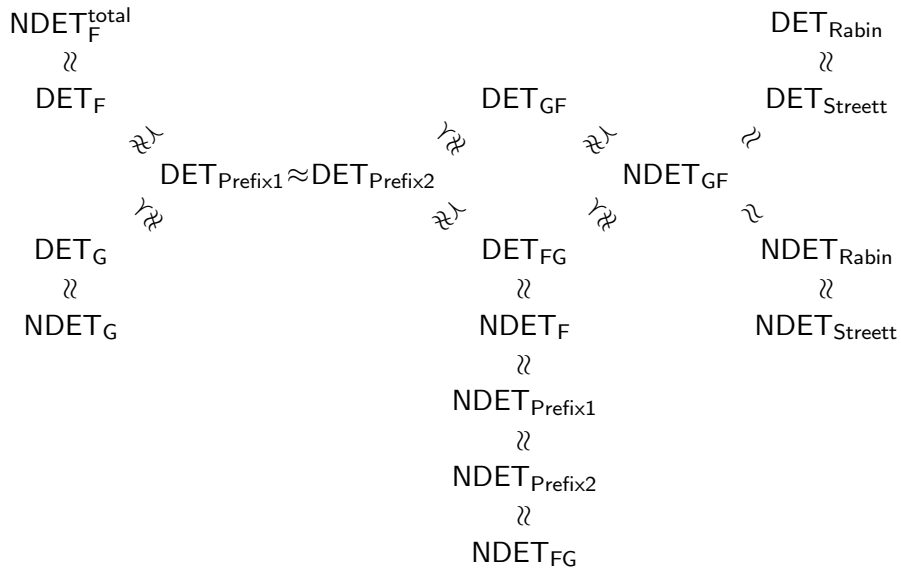 NDET_F^total DET_Rabin
≈ ≈
DET_F DET_GF DET_Streett
⋨ ⋨ ⋨ ≈
DET_Prefix1≈DET_Prefix2 NDET_GF
⋨ ⋨ ⋨ ≈
DET_G DET_FG NDET_Rabin
≈ ≈ ≈
NDET_G NDET_F NDET_Streett
≈
NDET_Prefix1
≈
NDET_Prefix2
≈
NDET_FG